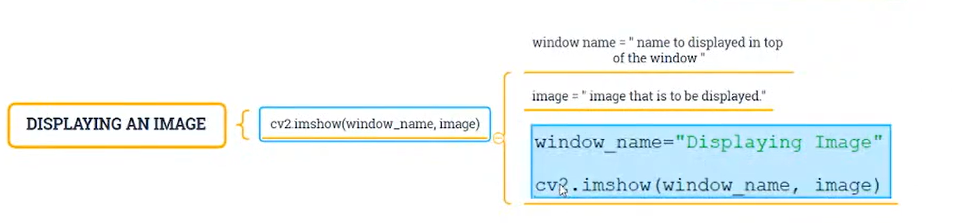 DISPLAYING AN IMAGE
cv2.imshow(window_name, image)
window name = " name to displayed in top
of the window "
image = " image that is to be displayed."
window_name="Displaying Image"
cv2.imshow(window_name, image)